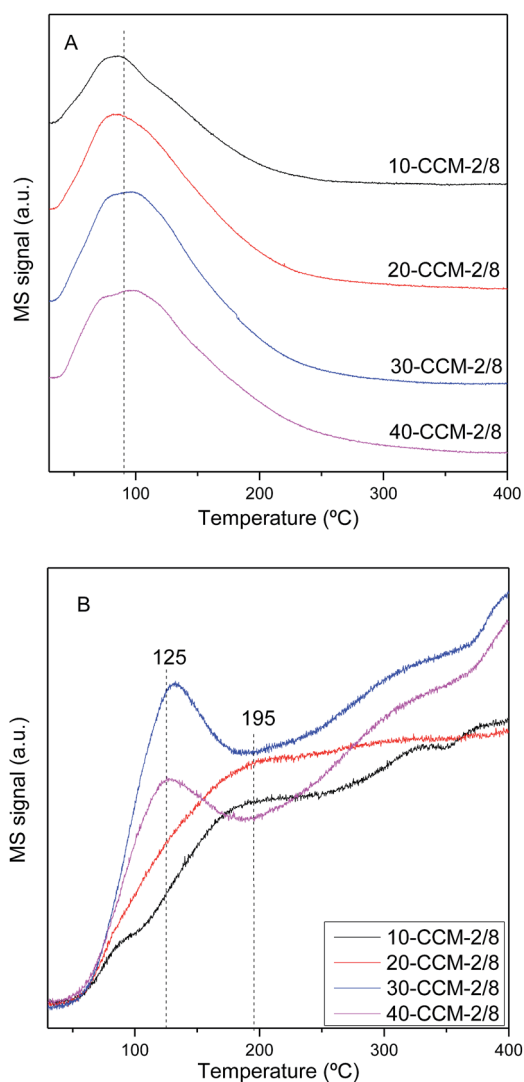 A
10-CCM-2/8
20-CCM-2/8
30-CCM-2/8
40-CCM-2/8
MS signal (a.u.)
100 200 300 400
Temperature (ºC)
B
125
195
MS signal (a.u.)
10-CCM-2/8
20-CCM-2/8
30-CCM-2/8
40-CCM-2/8
100 200 300 400
Temperature (ºC)